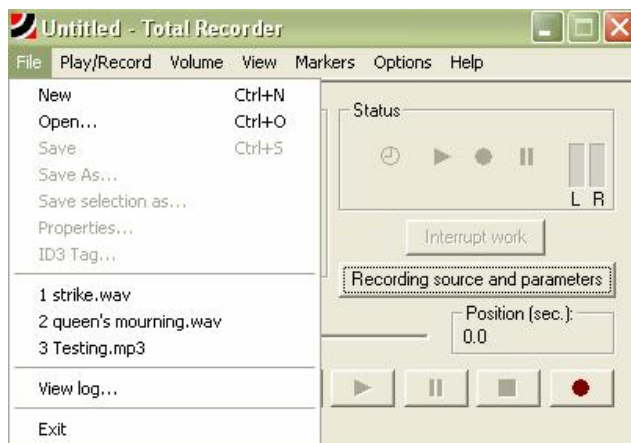 Untitled - Total Recorder
File Play/Record Volume View Markers Options Help
New Ctrl+N
Open... Ctrl+O
Save Ctrl+S
Save As...
Save selection as...
Properties...
ID3 Tag...
1 strike.wav
2 queen's mourning.wav
3 Testing.mp3
View log...
Exit
Status
L R
Interrupt work
Recording source and parameters
Position (sec.):
0.0